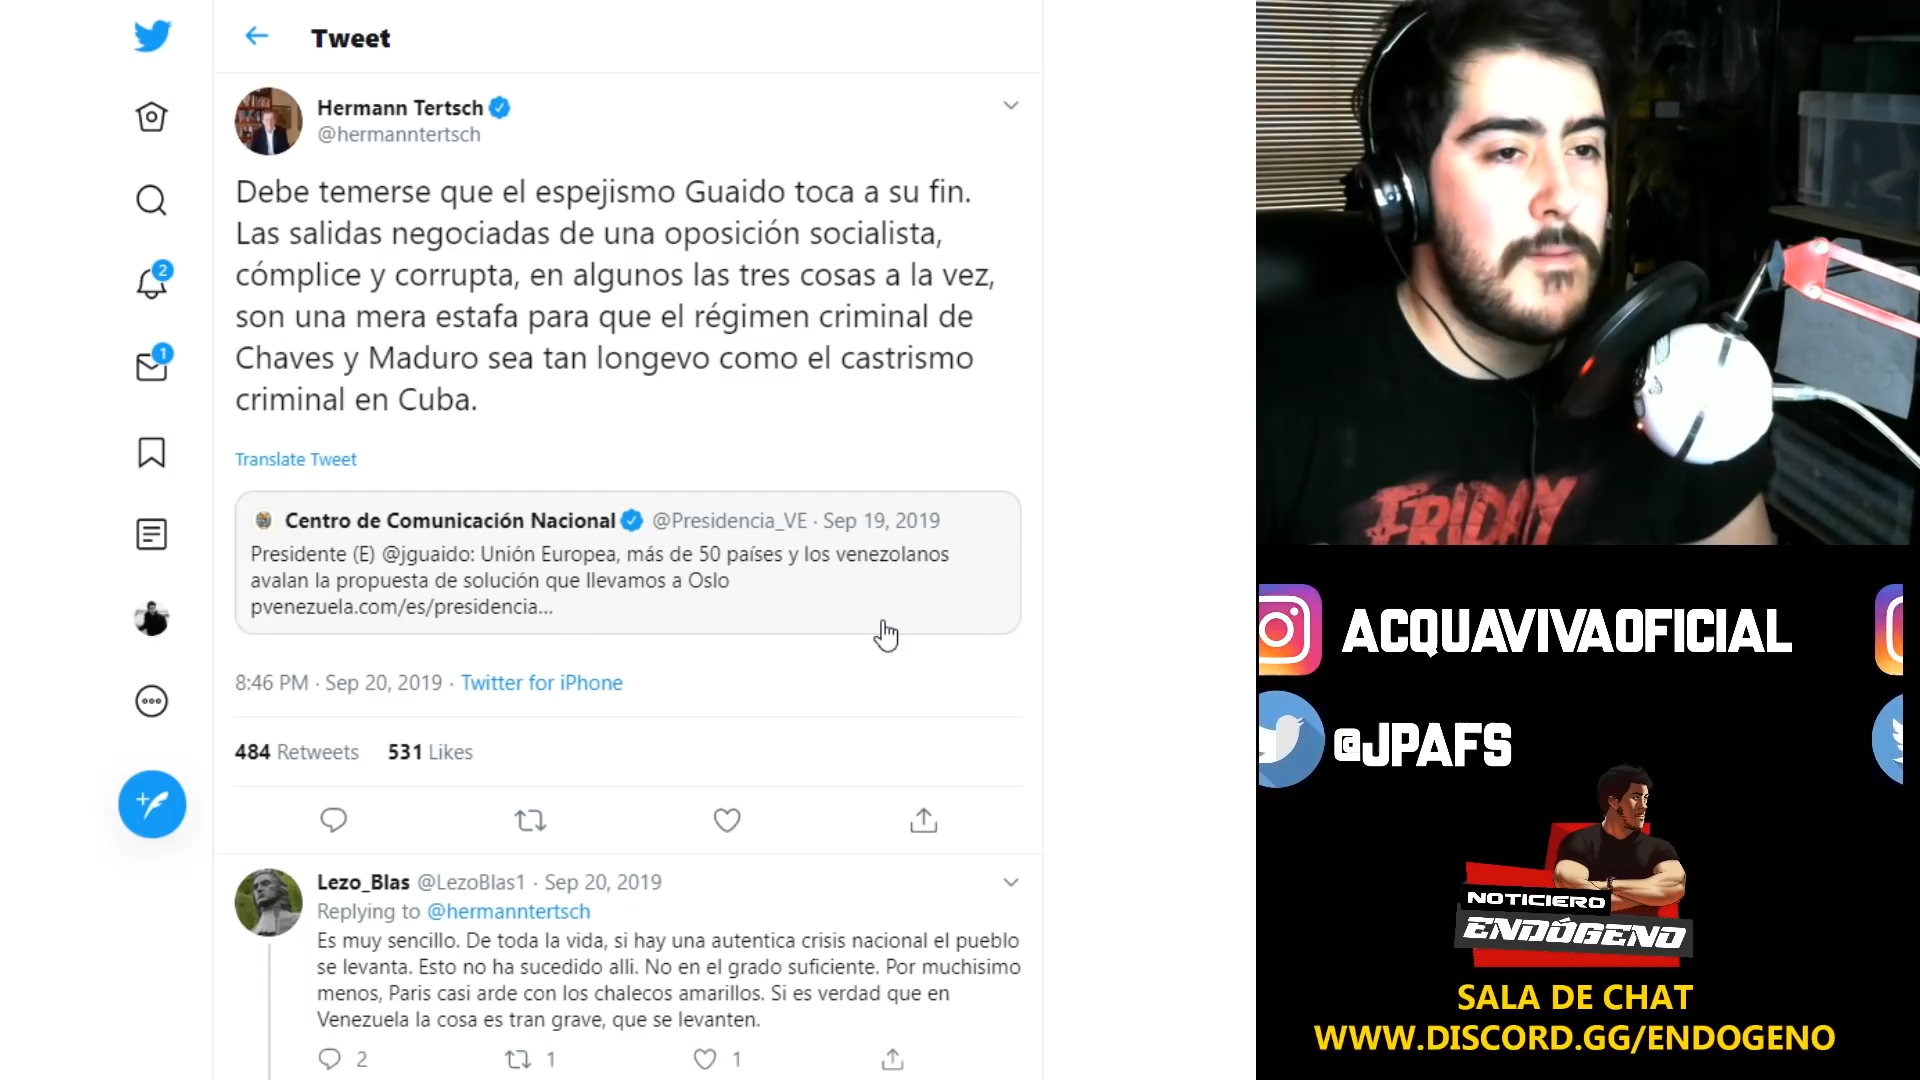 Tweet
Hermann Tertsch
@hermanntertsch
Debe temerse que el espejismo Guaido toca a su fin.
Las salidas negociadas de una oposición socialista,
cómplice y corrupta, en algunos las tres cosas a la vez,
son una mera estafa para que el régimen criminal de
Chaves y Maduro sea tan longevo como el castrismo
criminal en Cuba.
Translate Tweet
Centro de Comunicación Nacional @Presidencia_VE · Sep 19, 2019
Presidente (E) @jguaido: Unión Europea, más de 50 países y los venezolanos
avalan la propuesta de solución que llevamos a Oslo
pvenezuela.com/es/presidencia...
8:46 PM · Sep 20, 2019 · Twitter for iPhone
484 Retweets 531 Likes
Lezo_Blas @LezoBlas1 · Sep 20, 2019
Replying to @hermanntertsch
Es muy sencillo. De toda la vida, si hay una autentica crisis nacional el pueblo
se levanta. Esto no ha sucedido alli. No en el grado suficiente. Por muchisimo
menos, Paris casi arde con los chalecos amarillos. Si es verdad que en
Venezuela la cosa es tran grave, que se levanten.
2 1 1
2
1
FRIDAY
ACQUAVIVAOFICIAL
@JPAFS
NOTICIERO
ENDÓGENO
SALA DE CHAT
WWW.DISCORD.GG/ENDOGENO